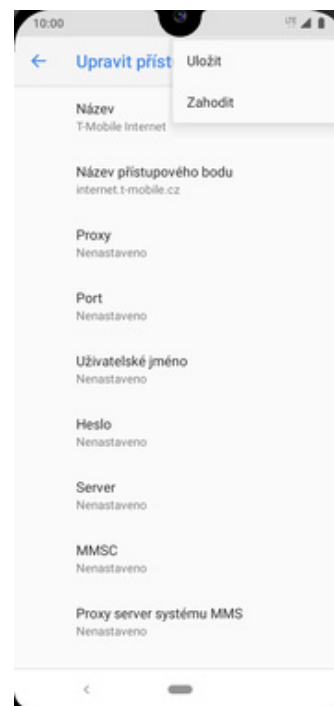 10:00
LTE
Upravit příst
Uložit
Zahodit
Název
T-Mobile Internet
Název přístupového bodu
internet.t-mobile.cz
Proxy
Nenastaveno
Port
Nenastaveno
Uživatelské jméno
Nenastaveno
Heslo
Nenastaveno
Server
Nenastaveno
MMSC
Nenastaveno
Proxy server systému MMS
Nenastaveno